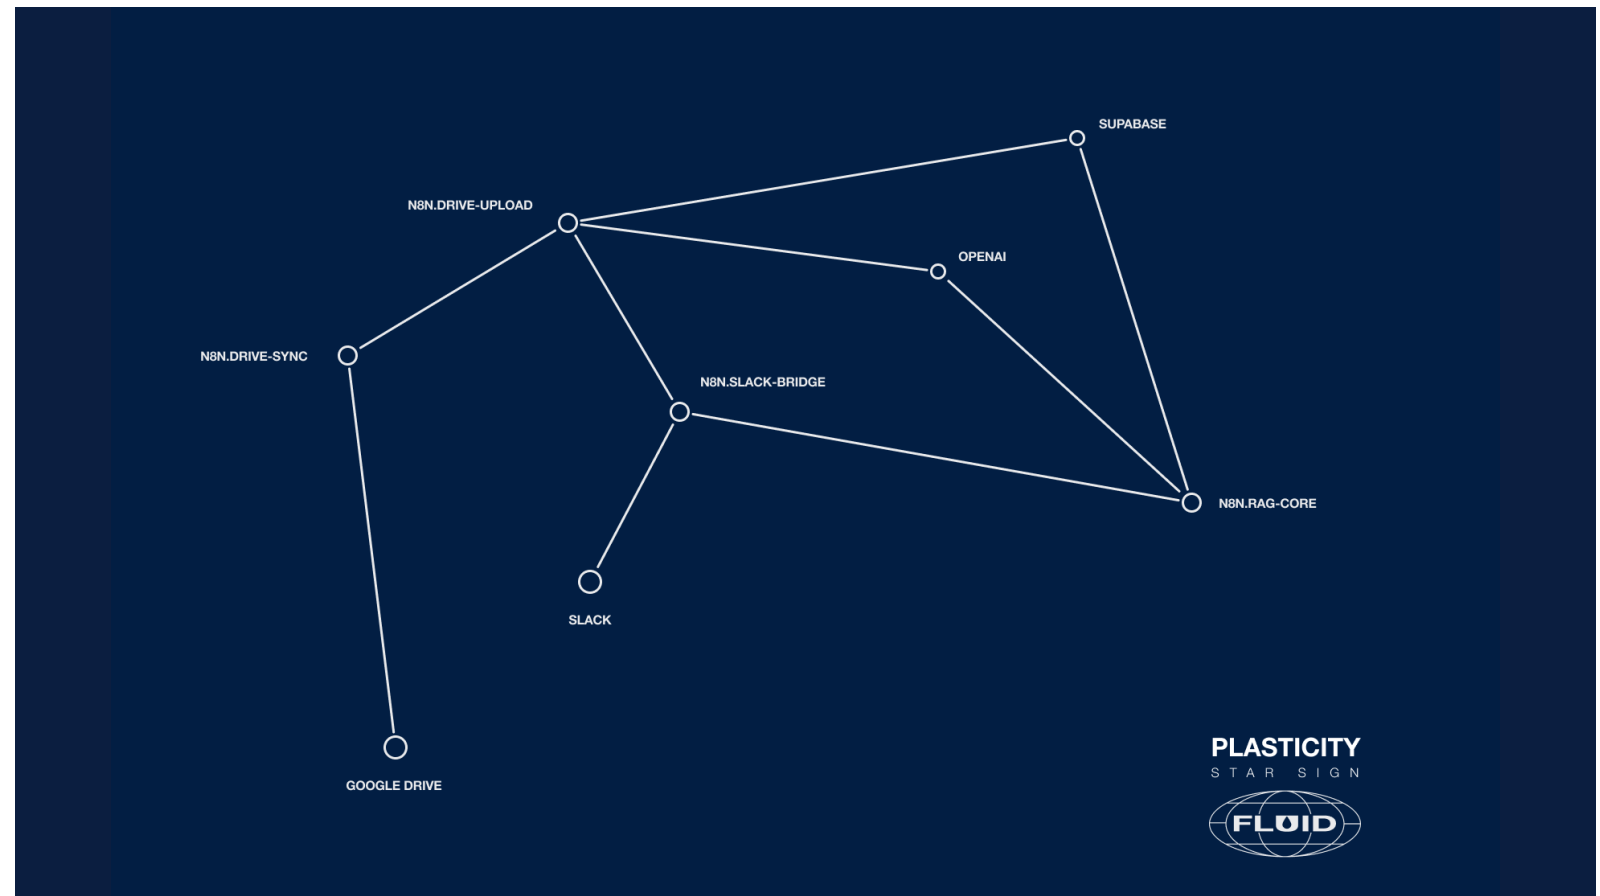 SUPABASE
N8N.DRIVE-UPLOAD
OPENAI
N8N.DRIVE-SYNC
N8N.SLACK-BRIDGE
N8N.RAG-CORE
SLACK
GOOGLE DRIVE
PLASTICITY
STAR SIGN
FLUID